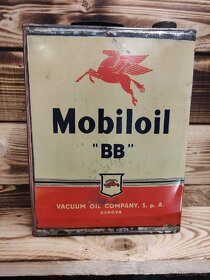 Mobiloil
"BB"
VACUUM OIL COMPANY, S. p. A.
GENOVA